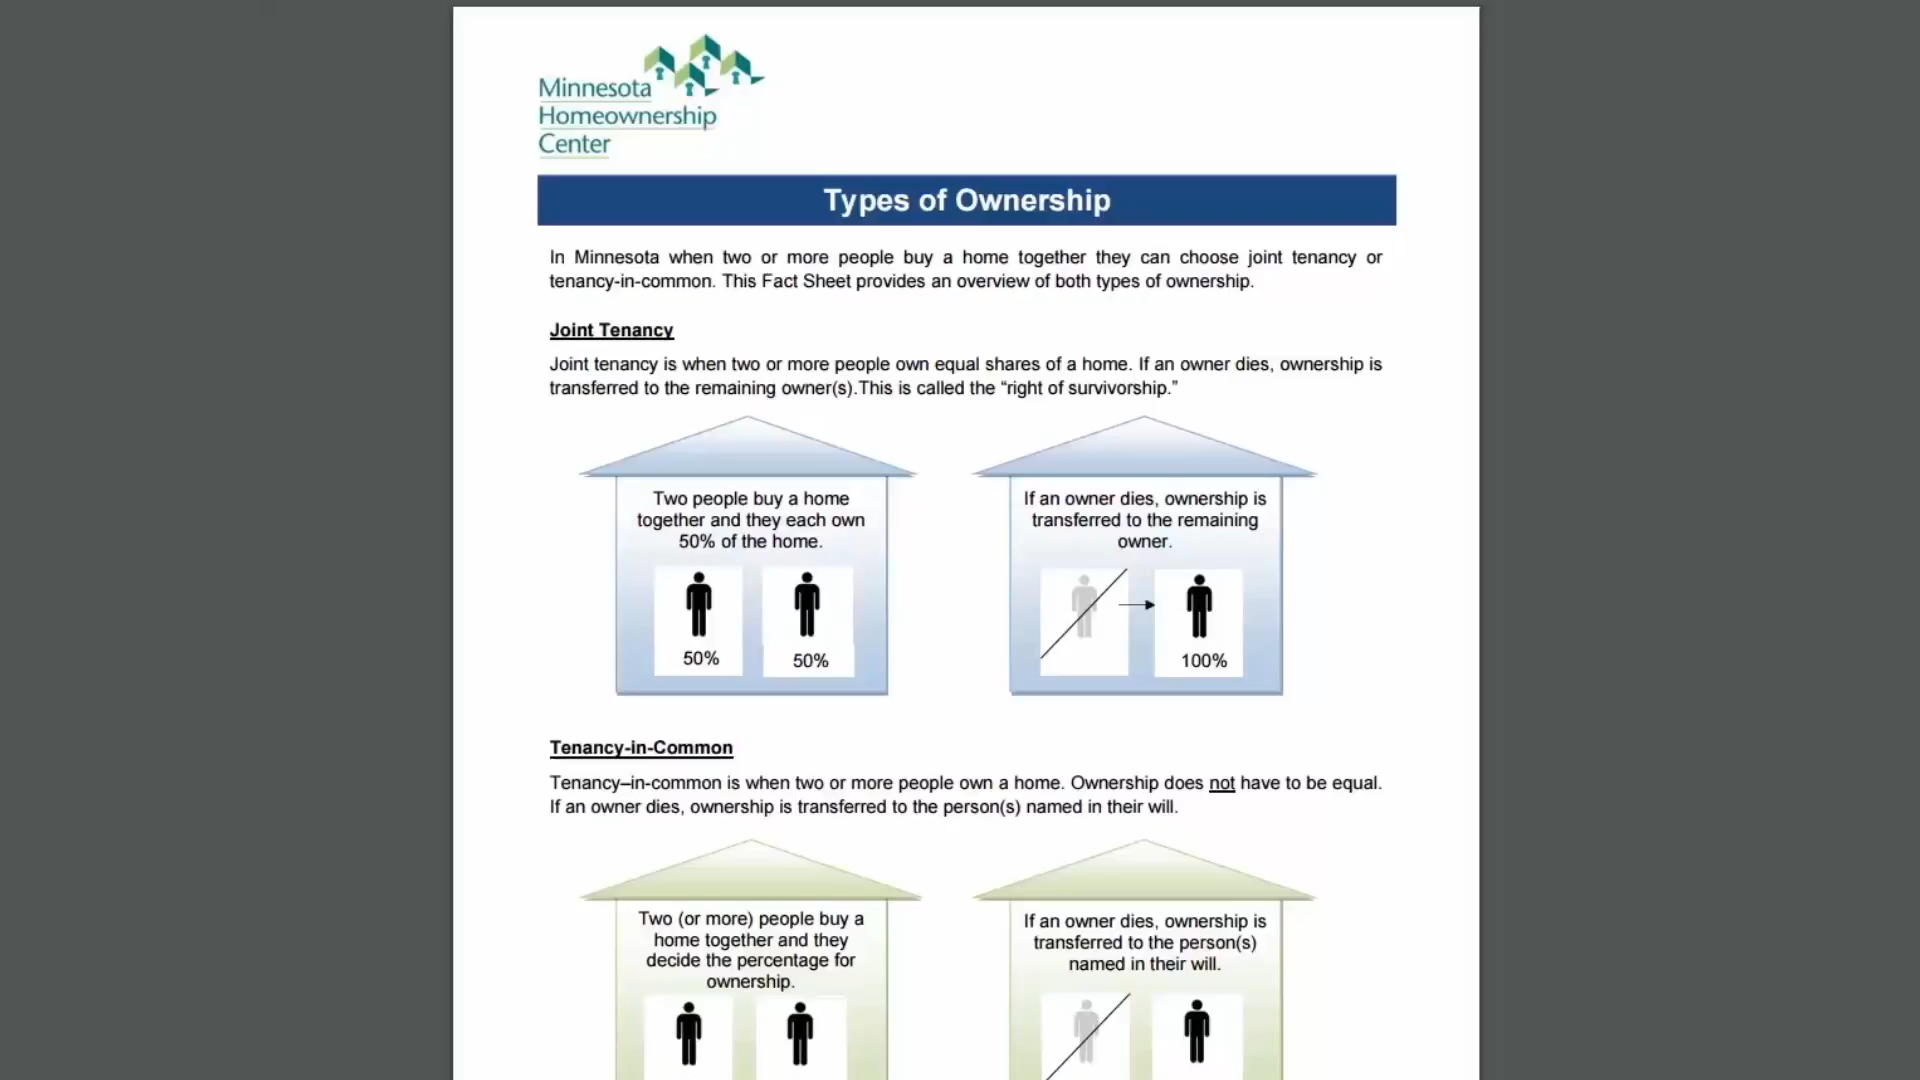 Minnesota
Homeownership
Center
Types of Ownership
In Minnesota when two or more people buy a home together they can choose joint tenancy or
tenancy-in-common. This Fact Sheet provides an overview of both types of ownership.
Joint Tenancy
Joint tenancy is when two or more people own equal shares of a home. If an owner dies, ownership is
transferred to the remaining owner(s).This is called the “right of survivorship.”
Two people buy a home
together and they each own
50% of the home.
50%
50%
If an owner dies, ownership is
transferred to the remaining
owner.
100%
Tenancy-in-Common
Tenancy–in-common is when two or more people own a home. Ownership does not have to be equal.
If an owner dies, ownership is transferred to the person(s) named in their will.
Two (or more) people buy a
home together and they
decide the percentage for
ownership.
If an owner dies, ownership is
transferred to the person(s)
named in their will.